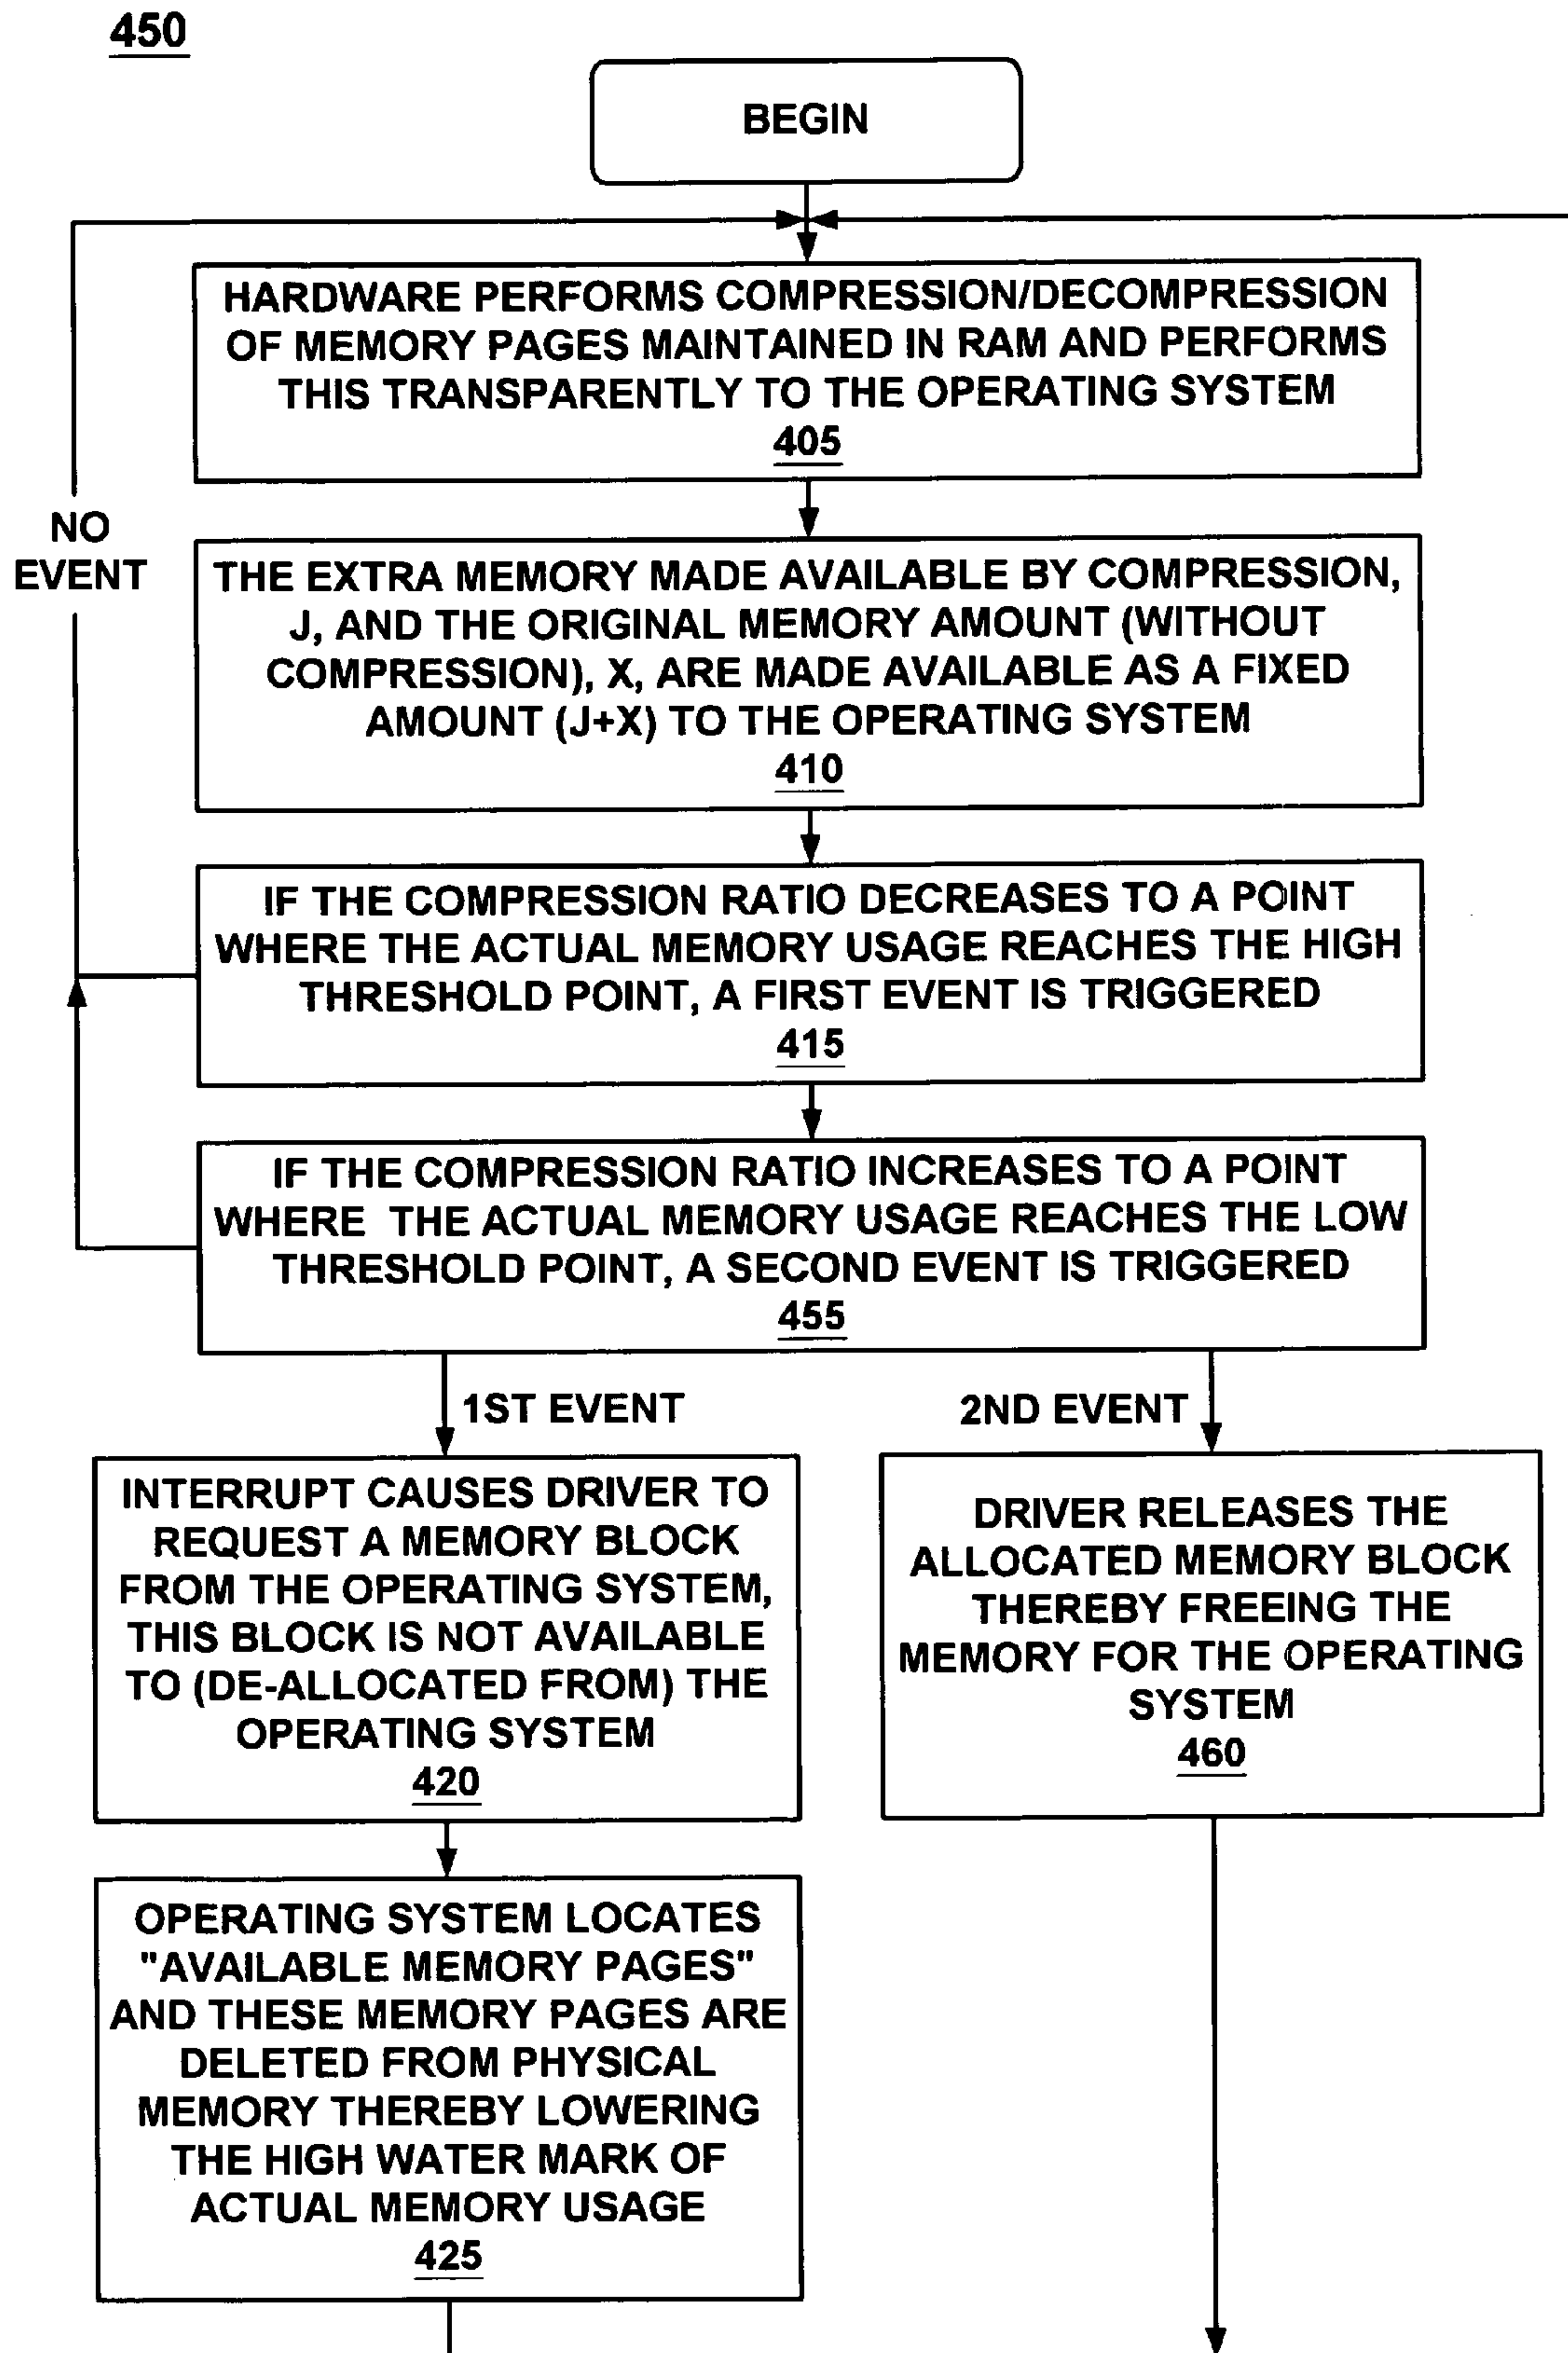 450
BEGIN
HARDWARE PERFORMS COMPRESSION/DECOMPRESSION
OF MEMORY PAGES MAINTAINED IN RAM AND PERFORMS
THIS TRANSPARENTLY TO THE OPERATING SYSTEM
405
NO
EVENT
THE EXTRA MEMORY MADE AVAILABLE BY COMPRESSION,
J, AND THE ORIGINAL MEMORY AMOUNT (WITHOUT
COMPRESSION), X, ARE MADE AVAILABLE AS A FIXED
AMOUNT (J+X) TO THE OPERATING SYSTEM
410
IF THE COMPRESSION RATIO DECREASES TO A POINT
WHERE THE ACTUAL MEMORY USAGE REACHES THE HIGH
THRESHOLD POINT, A FIRST EVENT IS TRIGGERED
415
IF THE COMPRESSION RATIO INCREASES TO A POINT
WHERE THE ACTUAL MEMORY USAGE REACHES THE LOW
THRESHOLD POINT, A SECOND EVENT IS TRIGGERED
455
1ST EVENT
2ND EVENT
INTERRUPT CAUSES DRIVER TO
REQUEST A MEMORY BLOCK
FROM THE OPERATING SYSTEM,
THIS BLOCK IS NOT AVAILABLE
TO (DE-ALLOCATED FROM) THE
OPERATING SYSTEM
420
DRIVER RELEASES THE
ALLOCATED MEMORY BLOCK
THEREBY FREEING THE
MEMORY FOR THE OPERATING
SYSTEM
460
OPERATING SYSTEM LOCATES
"AVAILABLE MEMORY PAGES"
AND THESE MEMORY PAGES ARE
DELETED FROM PHYSICAL
MEMORY THEREBY LOWERING
THE HIGH WATER MARK OF
ACTUAL MEMORY USAGE
425